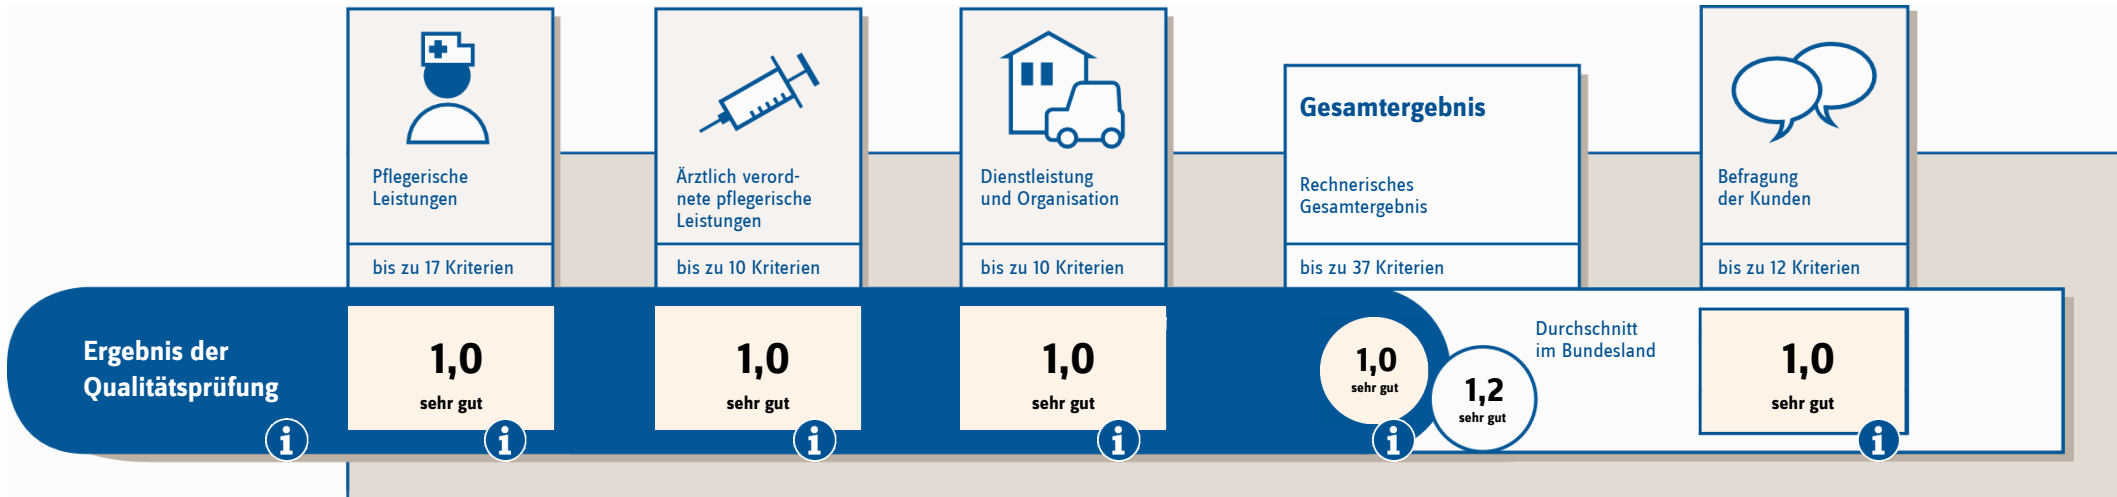 Pflegerische
Leistungen
bis zu 17 Kriterien
Ärztlich verord-
nete pflegerische
Leistungen
bis zu 10 Kriterien
Dienstleistung
und Organisation
bis zu 10 Kriterien
Gesamtergebnis
Rechnerisches
Gesamtergebnis
bis zu 37 Kriterien
Befragung
der Kunden
bis zu 12 Kriterien
Ergebnis der
Qualitätsprüfung
i
1,0
sehr gut
i
1,0
sehr gut
i
1,0
sehr gut
i
1,0
sehr gut
i
1,2
sehr gut
Durchschnitt
im Bundesland
1,0
sehr gut
i